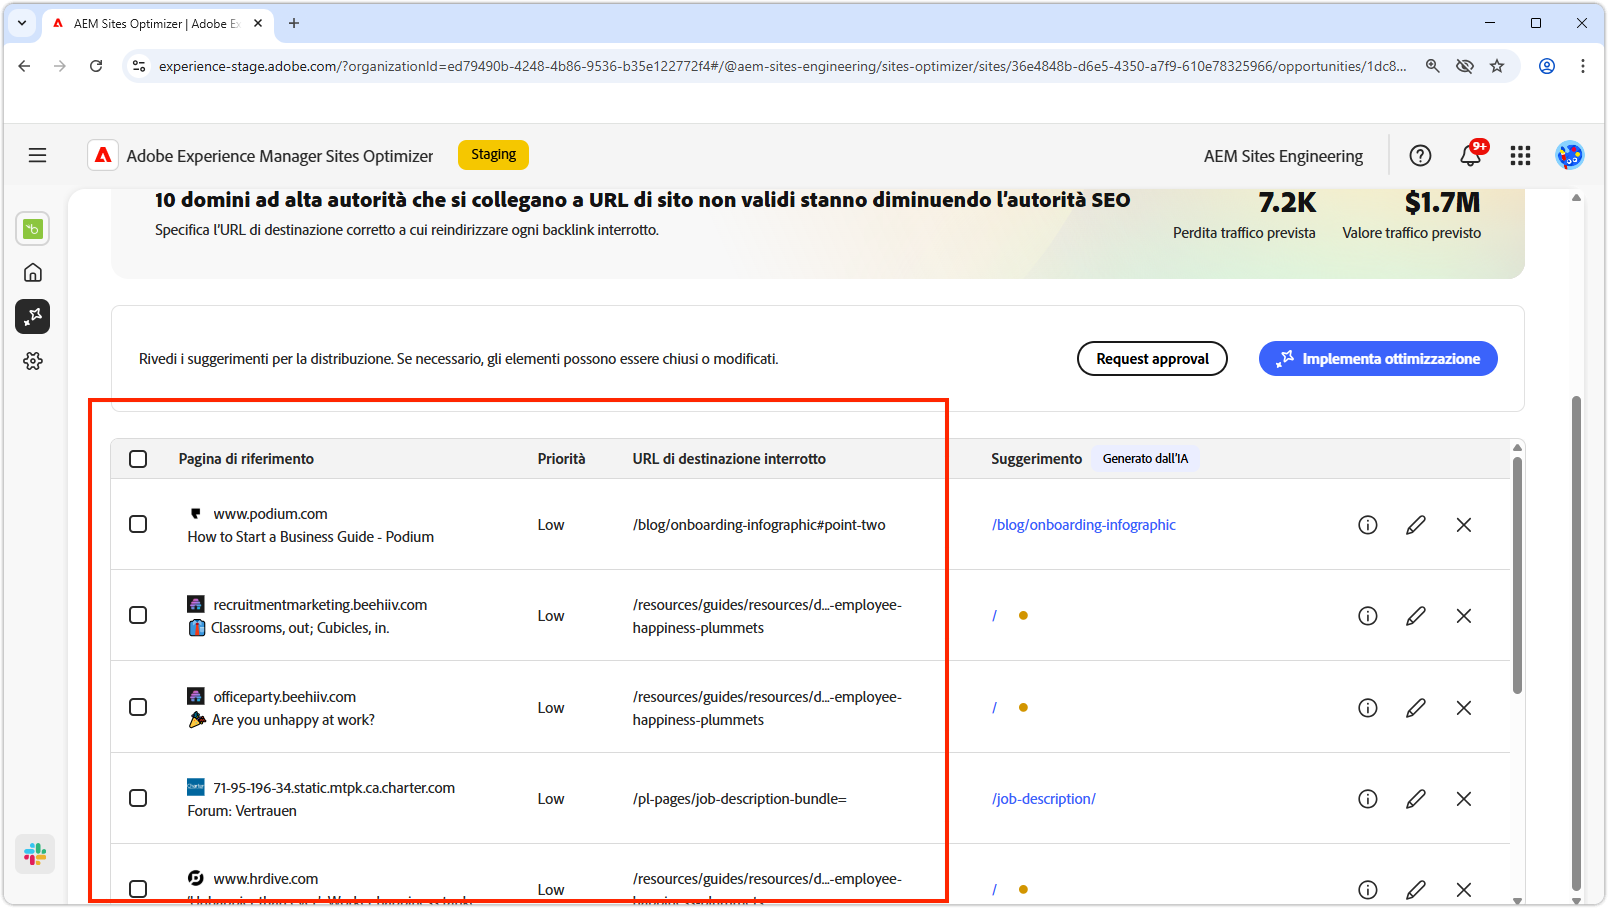 AEM Sites Optimizer | Adobe Ex
experience-stage.adobe.com/?organizationId=ed79490b-4248-4b86-9536-b35e122772f4#/@aem-sites-engineering/sites-optimizer/sites/36e4848b-d6e5-4350-a7f9-610e78325966/opportunities/1dc8...
Adobe Experience Manager Sites Optimizer
Staging
AEM Sites Engineering
9+
10 domini ad alta autorità che si collegano a URL di sito non validi stanno diminuendo l'autorità SEO
Specifica l'URL di destinazione corretto a cui reindirizzare ogni backlink interrotto.
7.2K
Perdita traffico prevista
$1.7M
Valore traffico previsto
Rivedi i suggerimenti per la distribuzione. Se necessario, gli elementi possono essere chiusi o modificati.
Request approval
Implementa ottimizzazione
Pagina di riferimento
Priorità
URL di destinazione interrotto
Suggerimento
Generato dall'IA
www.podium.com
How to Start a Business Guide - Podium
Low
/blog/onboarding-infographic#point-two
/blog/onboarding-infographic
recruitmentmarketing.beehiiv.com
Classrooms, out; Cubicles, in.
Low
/resources/guides/resources/d...-employee-
happiness-plummets
/
officeparty.beehiiv.com
Are you unhappy at work?
Low
/resources/guides/resources/d...-employee-
happiness-plummets
/
Charter
71-95-196-34.static.mtpk.ca.charter.com
Forum: Vertrauen
Low
/pl-pages/job-description-bundle=
/job-description/
www.hrdive.com
Low
/resources/guides/resources/d...-employee-
happiness-plummets
/